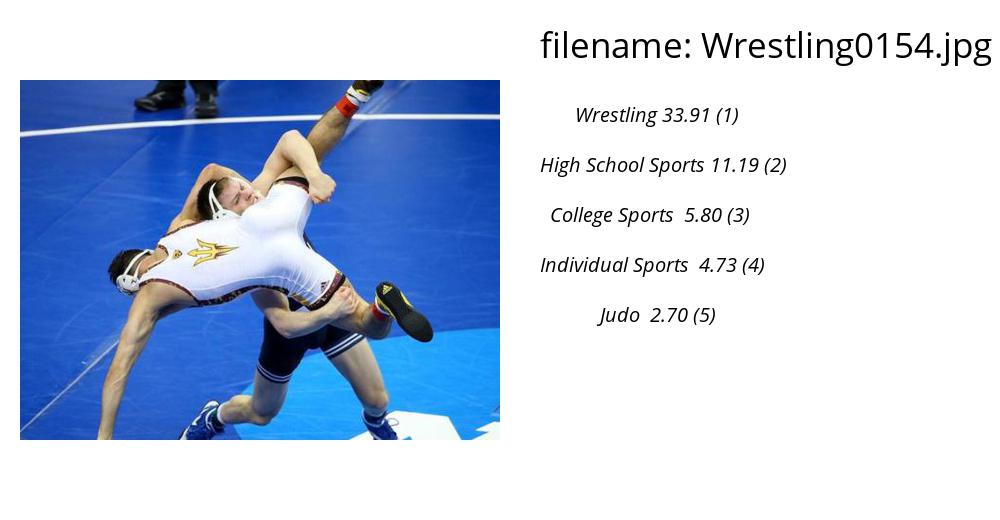 filename: Wrestling0154.jpg
Wrestling 33.91 (1)
High School Sports 11.19 (2)
College Sports 5.80 (3)
Individual Sports 4.73 (4)
Judo 2.70 (5)